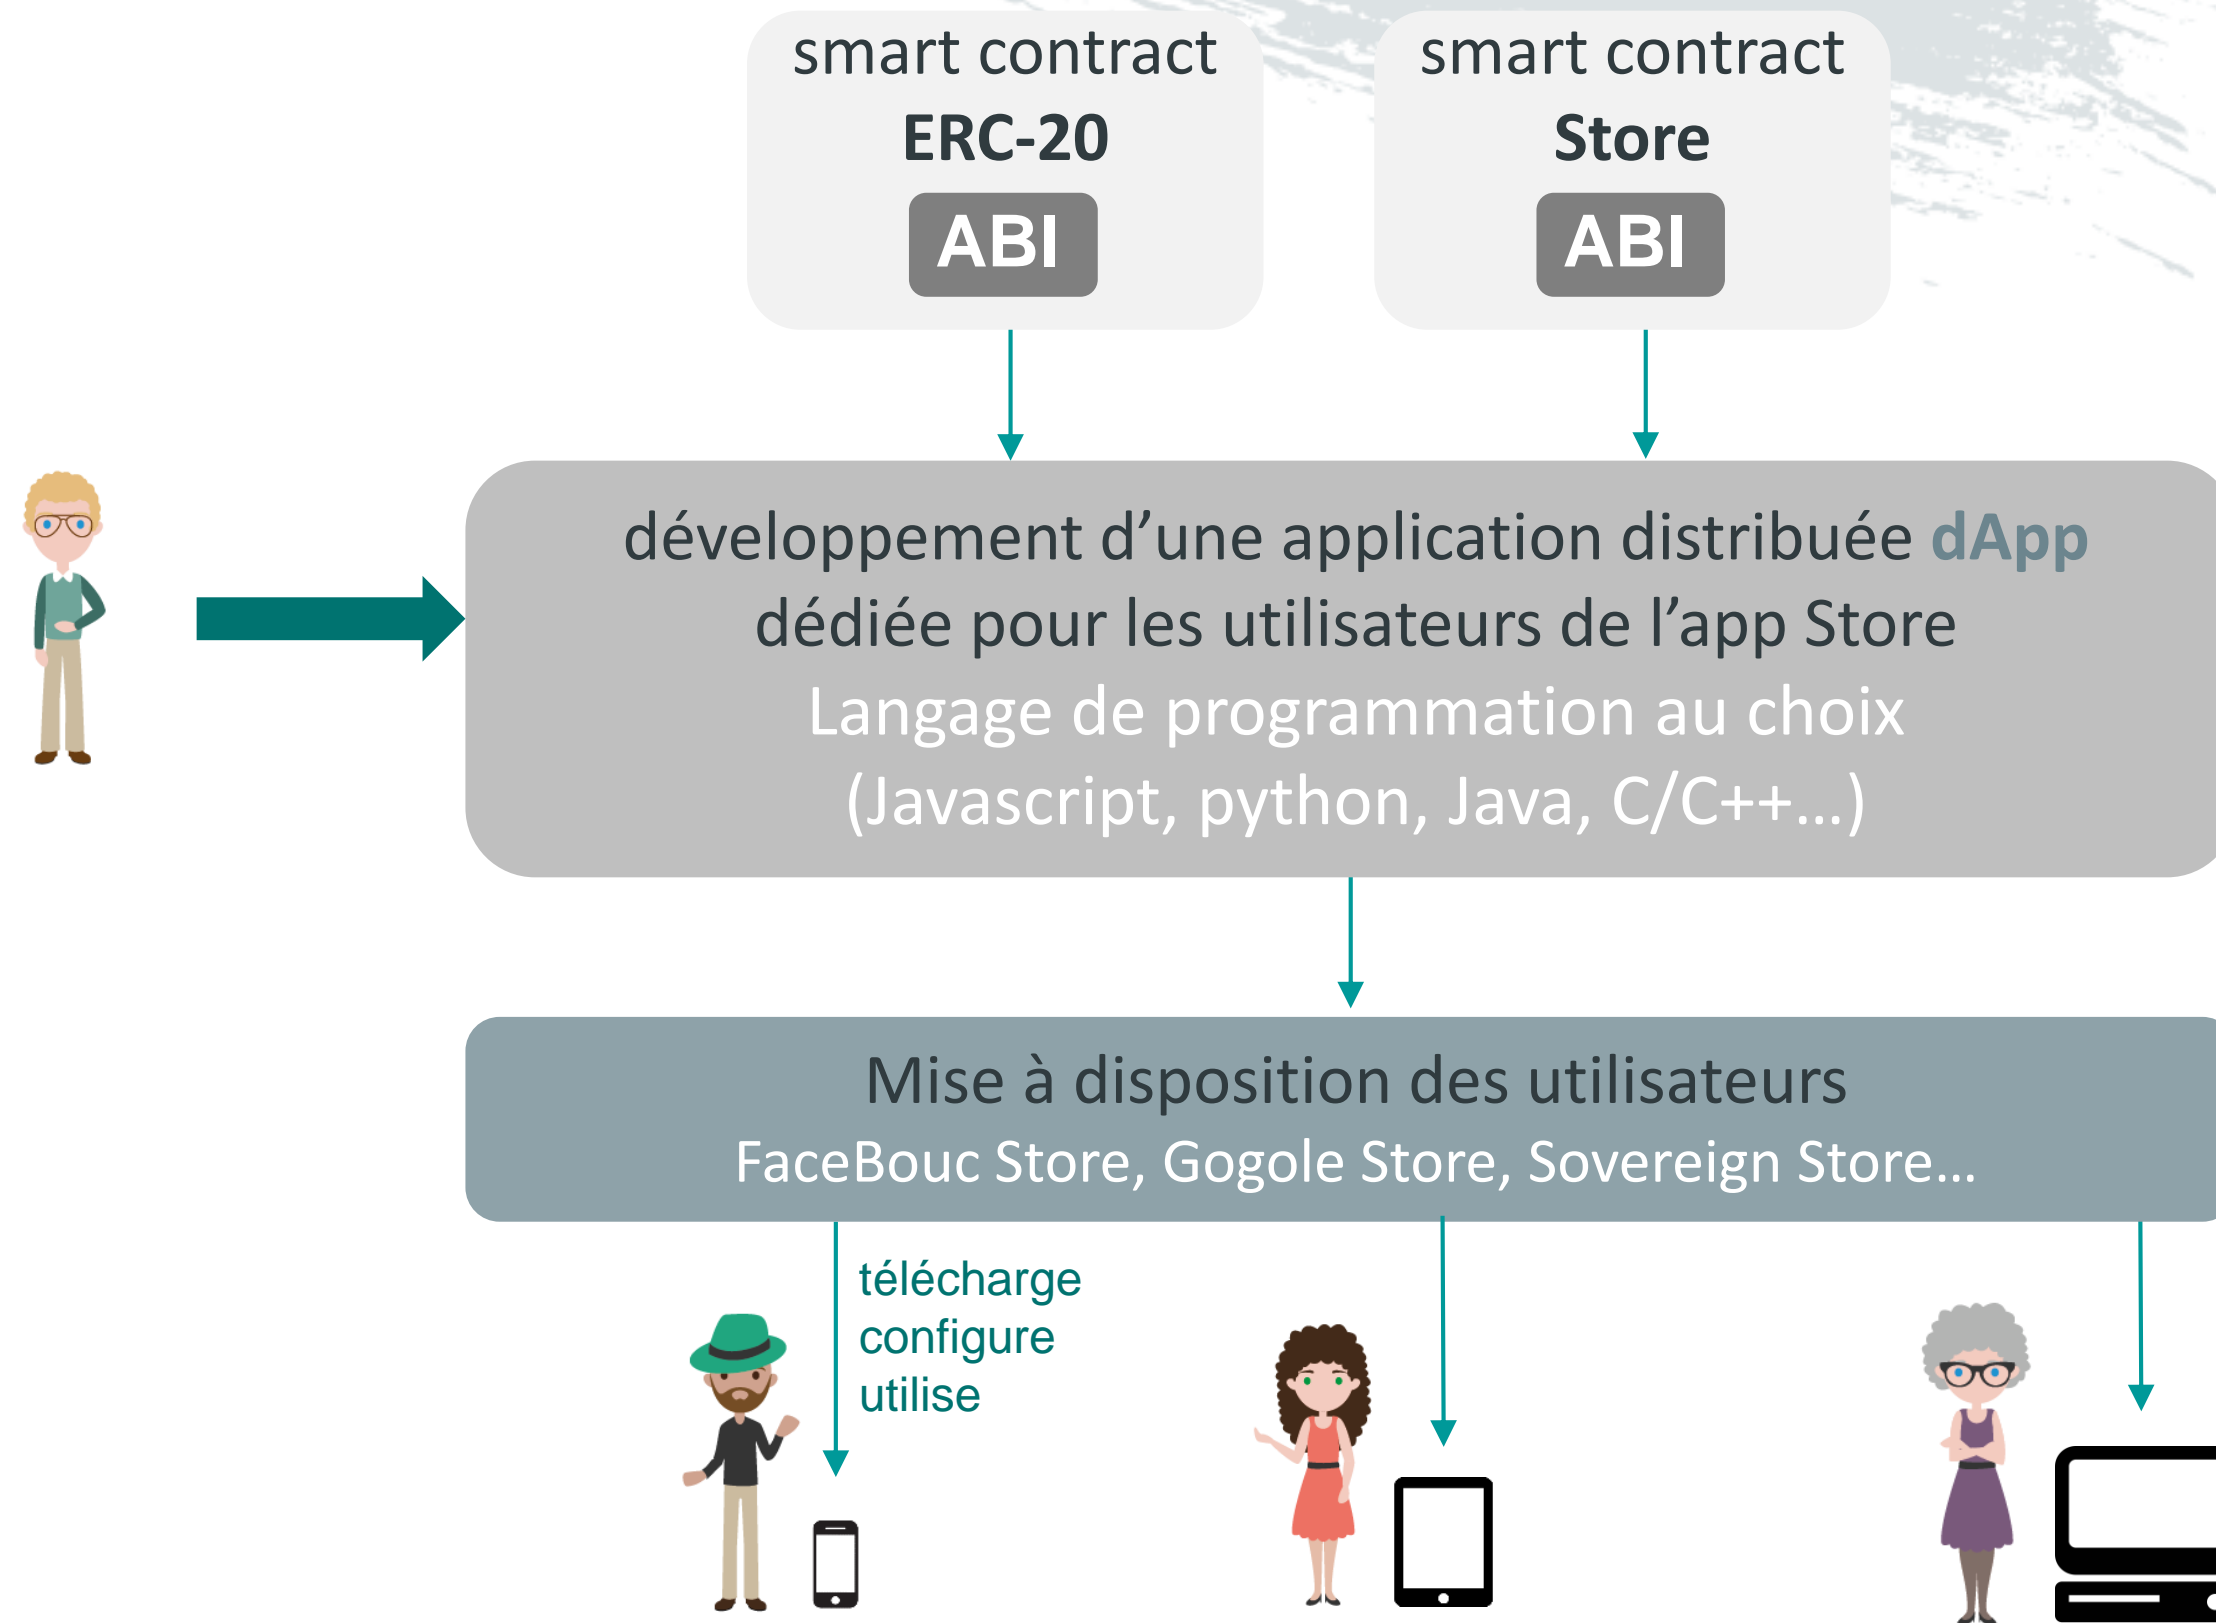 smart contract
ERC-20
ABI
smart contract
Store
ABI
développement d’une application distribuée dApp
dédiée pour les utilisateurs de l’app Store
Langage de programmation au choix
(Javascript, python, Java, C/C++...)
Mise à disposition des utilisateurs
FaceBouc Store, Gogole Store, Sovereign Store...
télécharge
configure
utilise